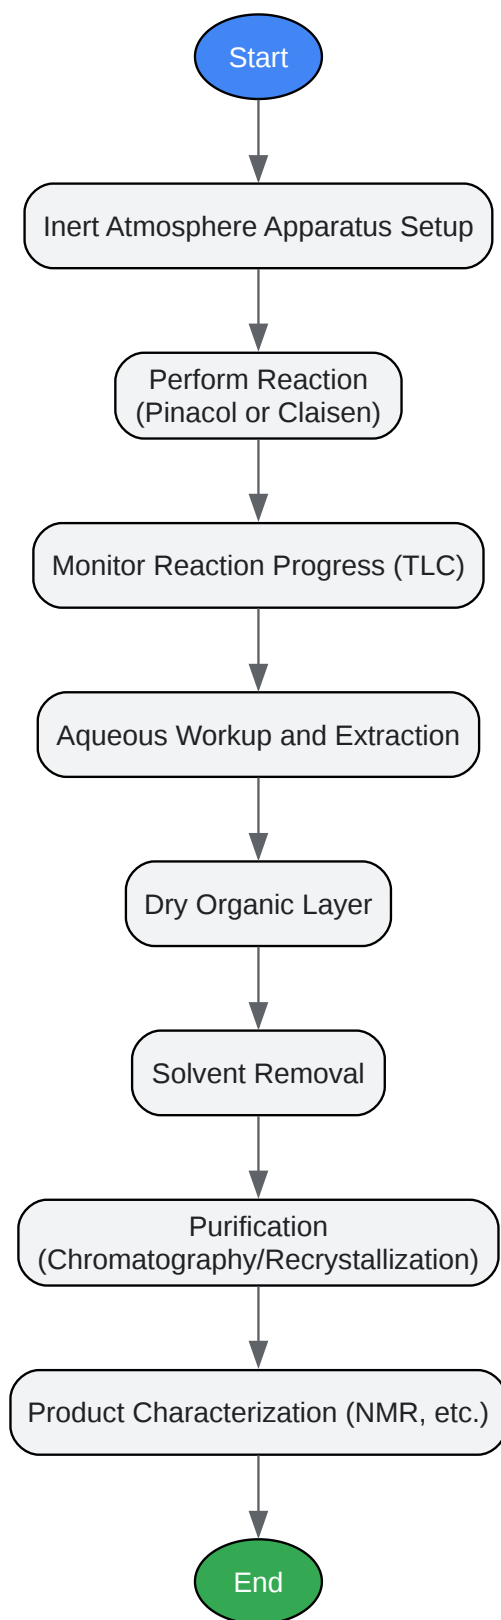 Start
Inert Atmosphere Apparatus Setup
Perform Reaction
(Pinacol or Claisen)
Monitor Reaction Progress (TLC)
Aqueous Workup and Extraction
Dry Organic Layer
Solvent Removal
Purification
(Chromatography/Recrystallization)
Product Characterization (NMR, etc.)
End